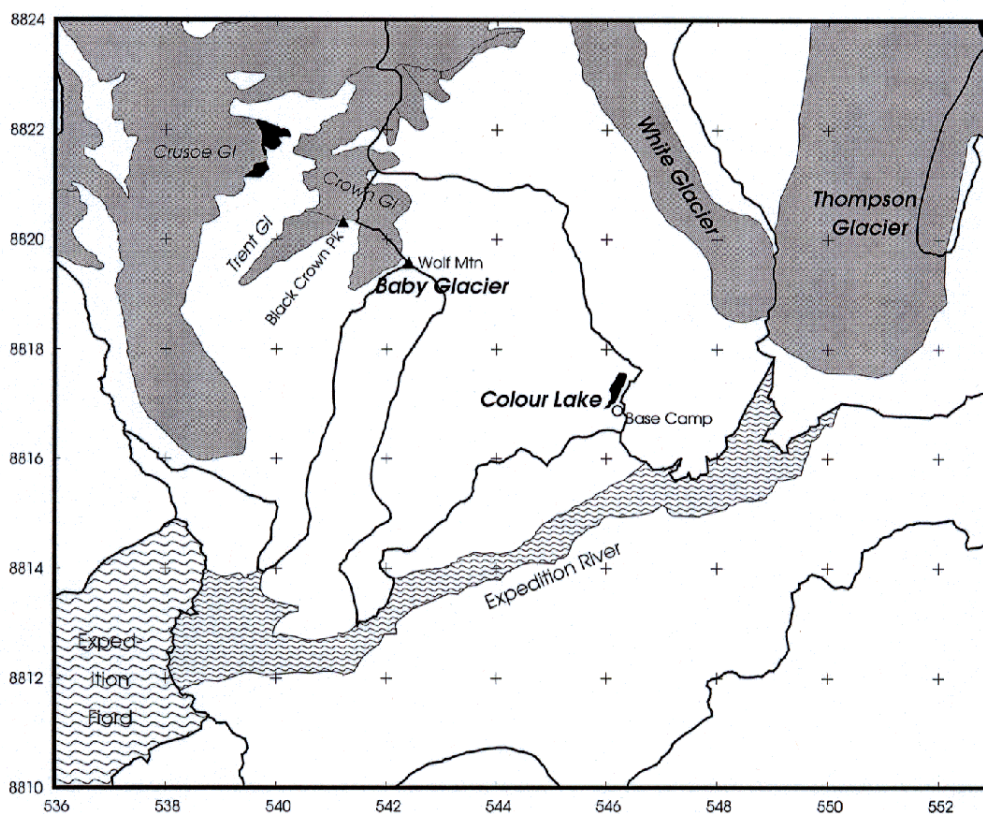 8824
8822
8820
8818
8816
8814
8812
8810
536
538
540
542
544
546
548
550
552
Crusoe Gl
Crown Gl
Trent Gl
Black Crown Pk
Wolf Mtn
Baby Glacier
White Glacier
Thompson
Glacier
Colour Lake
Base Camp
Expedition River
Exped-
ition
Fiord